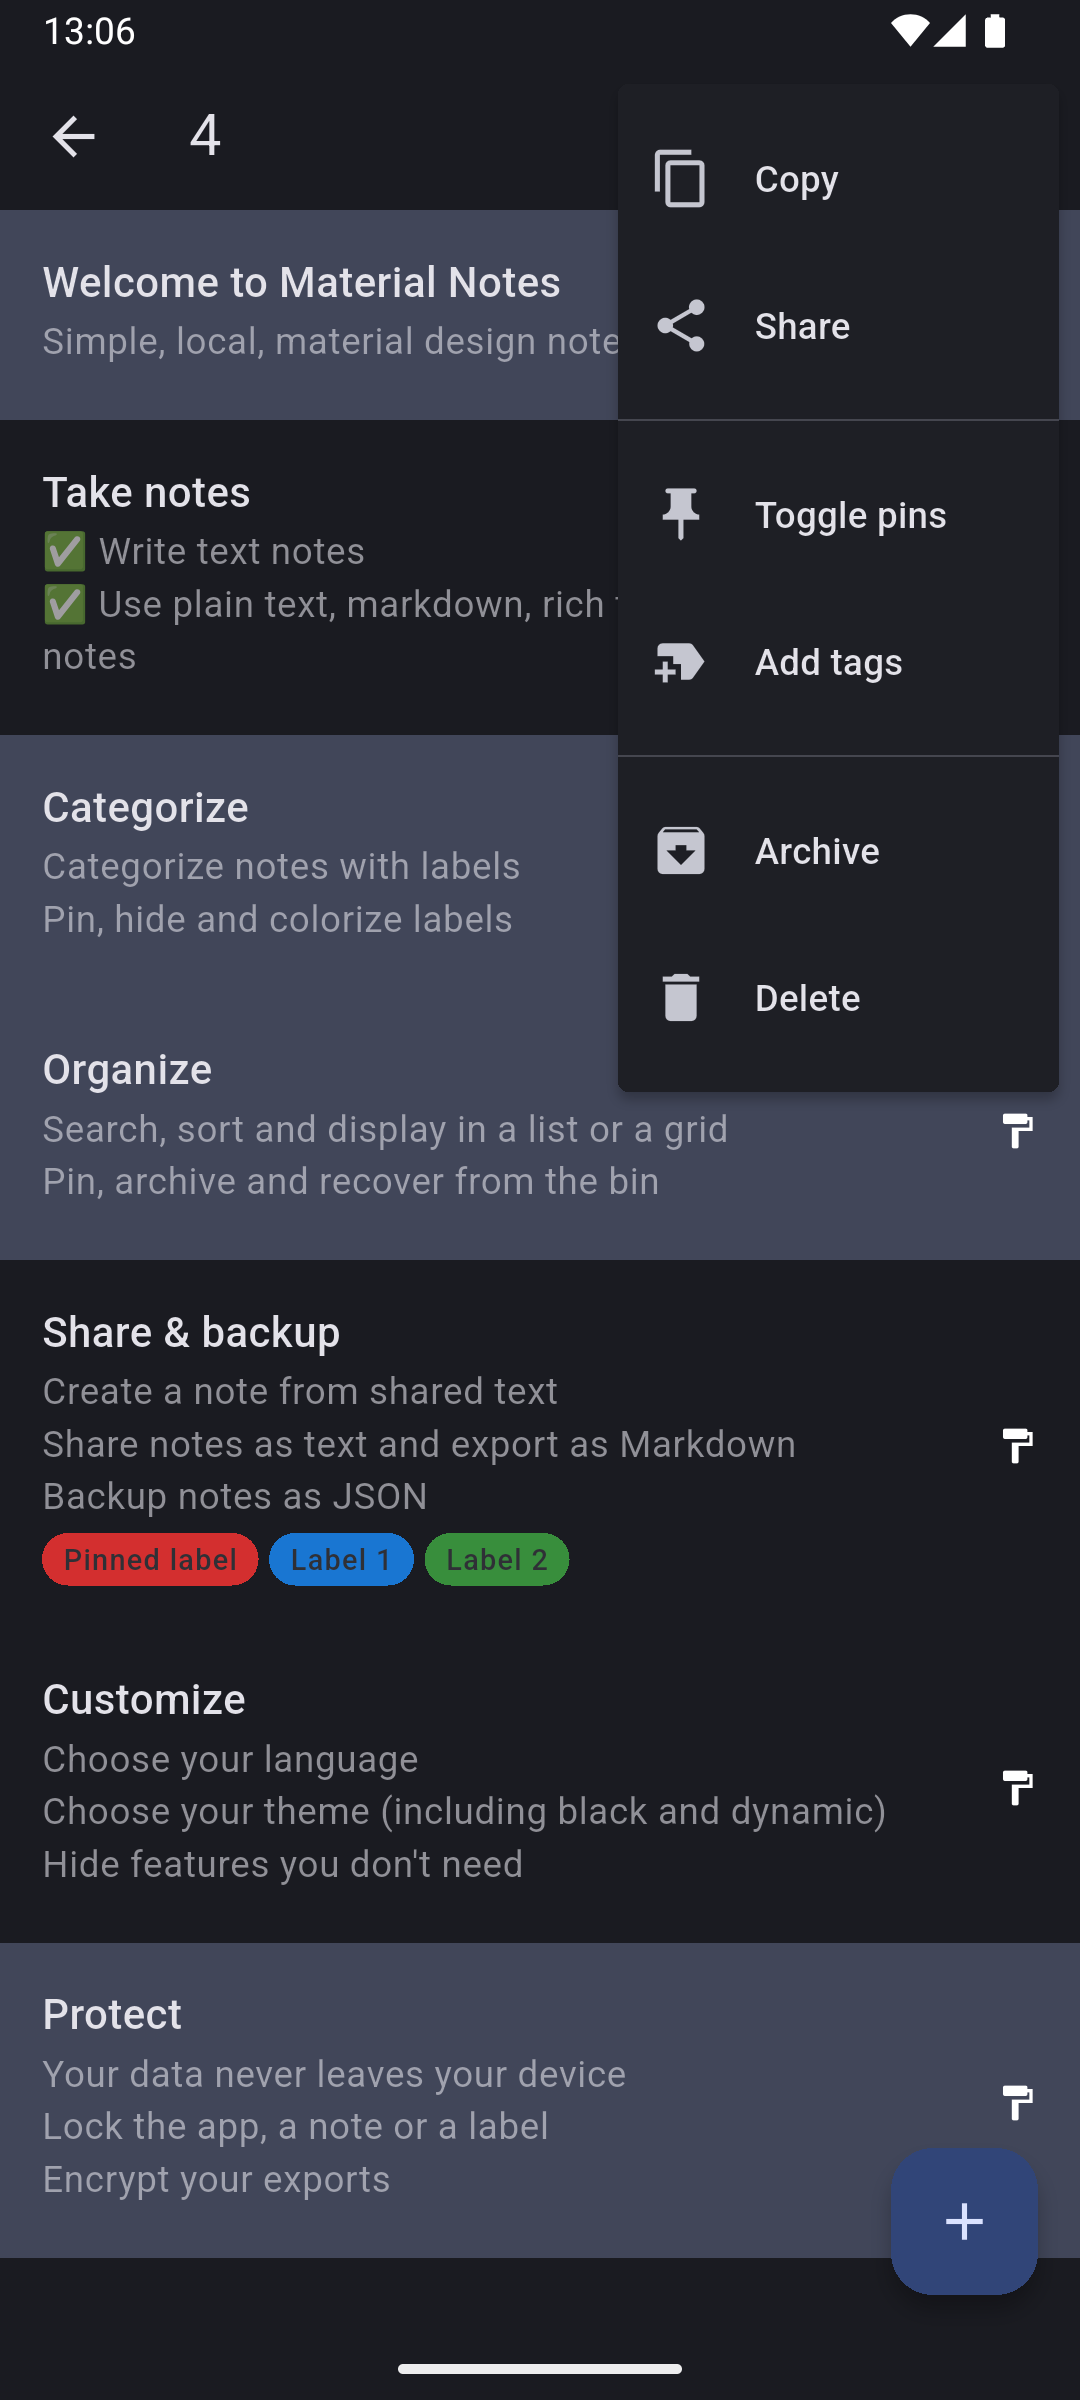 13:06
4
Copy
Share
Toggle pins
Add tags
Archive
Delete
Welcome to Material Notes
Simple, local, material design note
Take notes
✅ Write text notes
✅ Use plain text, markdown, rich
notes
Categorize
Categorize notes with labels
Pin, hide and colorize labels
Organize
Search, sort and display in a list or a grid
Pin, archive and recover from the bin
Share & backup
Create a note from shared text
Share notes as text and export as Markdown
Backup notes as JSON
Pinned label Label 1 Label 2
Customize
Choose your language
Choose your theme (including black and dynamic)
Hide features you don't need
Protect
Your data never leaves your device
Lock the app, a note or a label
Encrypt your exports